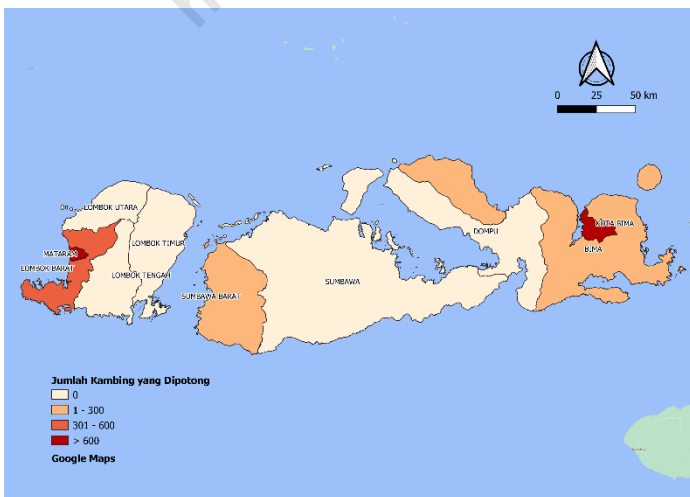 0 25 50 km
LOMBOK UTARA
MATARAM
LOMBOK TIMUR
LOMBOK BARAT
LOMBOK TENGAH
SUMBAWA BARAT
SUMBAWA
DOMPU
KOTA BIMA
BIMA
Jumlah Kambing yang Dipotong
0
1 - 300
301 - 600
> 600
Google Maps